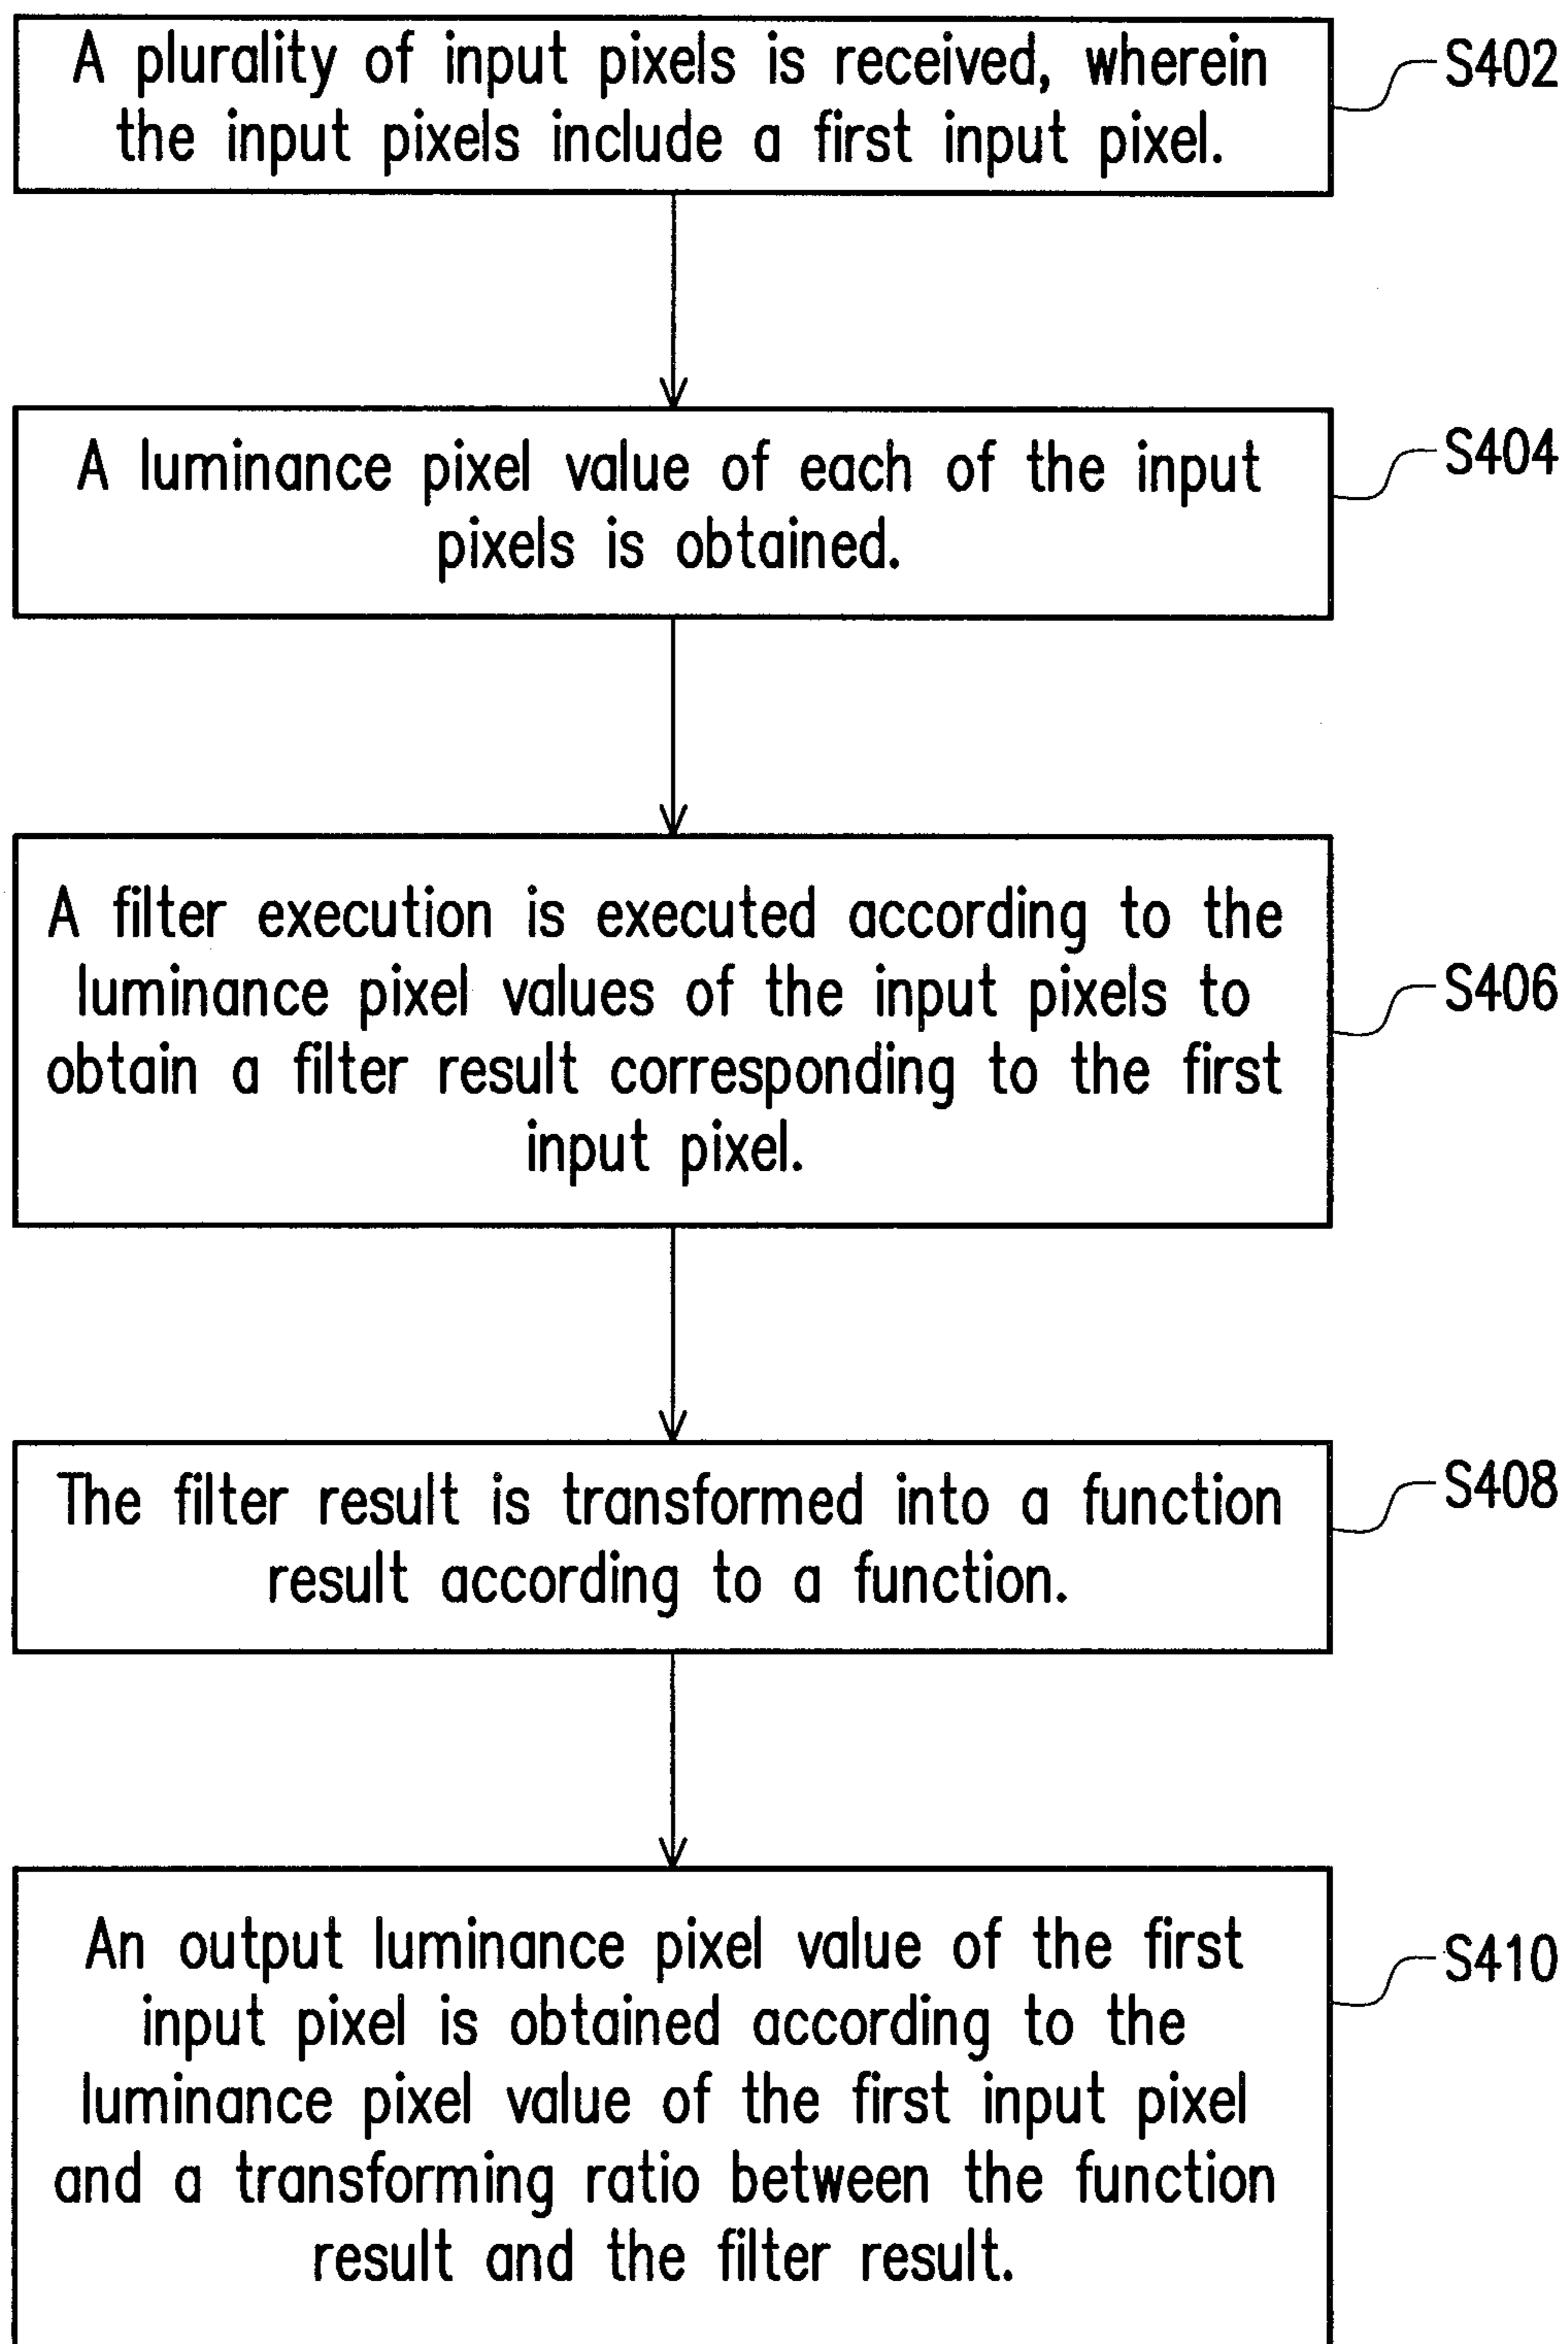 A plurality of input pixels is received, wherein
the input pixels include a first input pixel.
S402
A luminance pixel value of each of the input
pixels is obtained.
S404
A filter execution is executed according to the
luminance pixel values of the input pixels to
obtain a filter result corresponding to the first
input pixel.
S406
The filter result is transformed into a function
result according to a function.
S408
An output luminance pixel value of the first
input pixel is obtained according to the
luminance pixel value of the first input pixel
and a transforming ratio between the function
result and the filter result.
S410